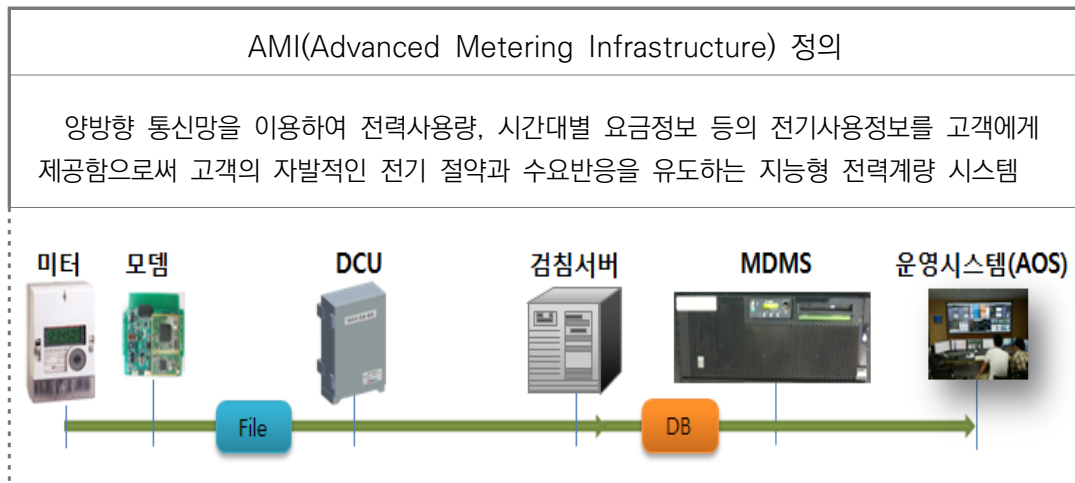 AMI(Advanced Metering Infrastructure) 정의
양방향 통신망을 이용하여 전력사용량, 시간대별 요금정보 등의 전기사용정보를 고객에게
제공함으로써 고객의 자발적인 전기 절약과 수요반응을 유도하는 지능형 전력계량 시스템
미터 모뎀 DCU 검침서버 MDMS 운영시스템(AOS)
File DB